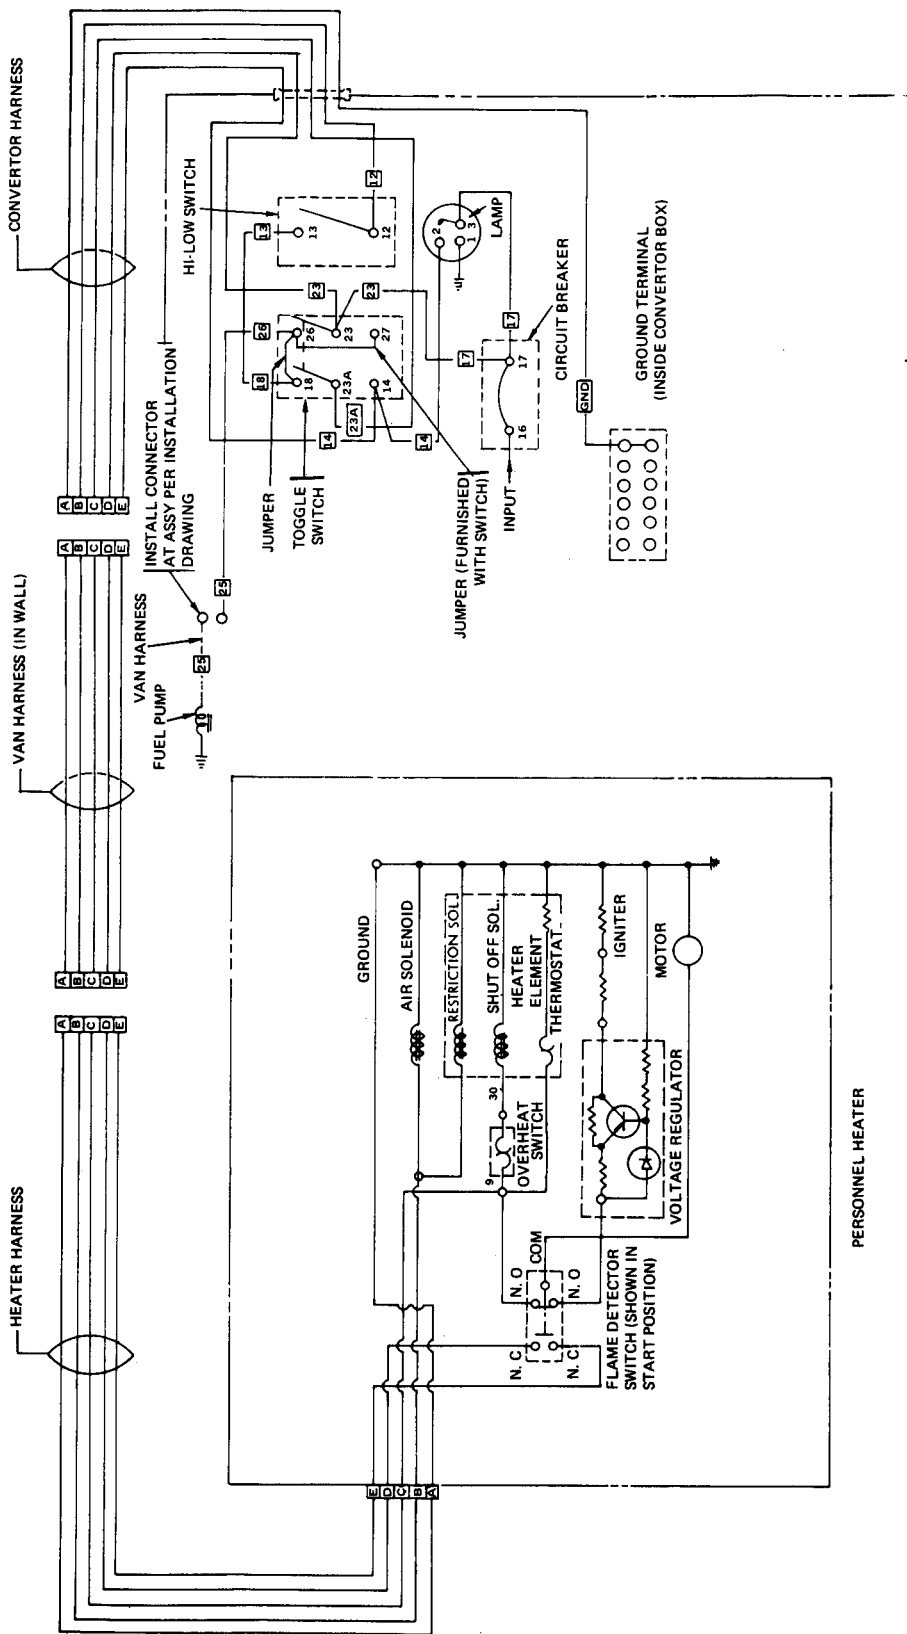 HEATER HARNESS
VAN HARNESS (IN WALL)
CONVERTOR HARNESS
A
B
C
D
E
A
B
C
D
E
A
B
C
D
E
A
B
C
D
E
INSTALL CONNECTOR
AT ASSY PER INSTALLATION
DRAWING
VAN HARNESS
25
25
FUEL PUMP
HI-LOW SWITCH
13
13
12
12
18
26
23
23
18
26
23A
23
14
27
23A
14
14
JUMPER
TOGGLE
SWITCH
JUMPER (FURNISHED
WITH SWITCH)
LAMP
2
1
3
17
17
INPUT
16
17
CIRCUIT BREAKER
GND
GROUND TERMINAL
(INSIDE CONVERTOR BOX)
E
D
C
B
A
GROUND
AIR SOLENOID
RESTRICTION SOL.
SHUT OFF SOL.
HEATER
ELEMENT
THERMOSTAT
9
30
OVERHEAT
SWITCH
IGNITER
MOTOR
VOLTAGE REGULATOR
N. C
N. O
COM
N. C
N. O
FLAME DETECTOR
SWITCH (SHOWN IN
START POSITION)
PERSONNEL HEATER